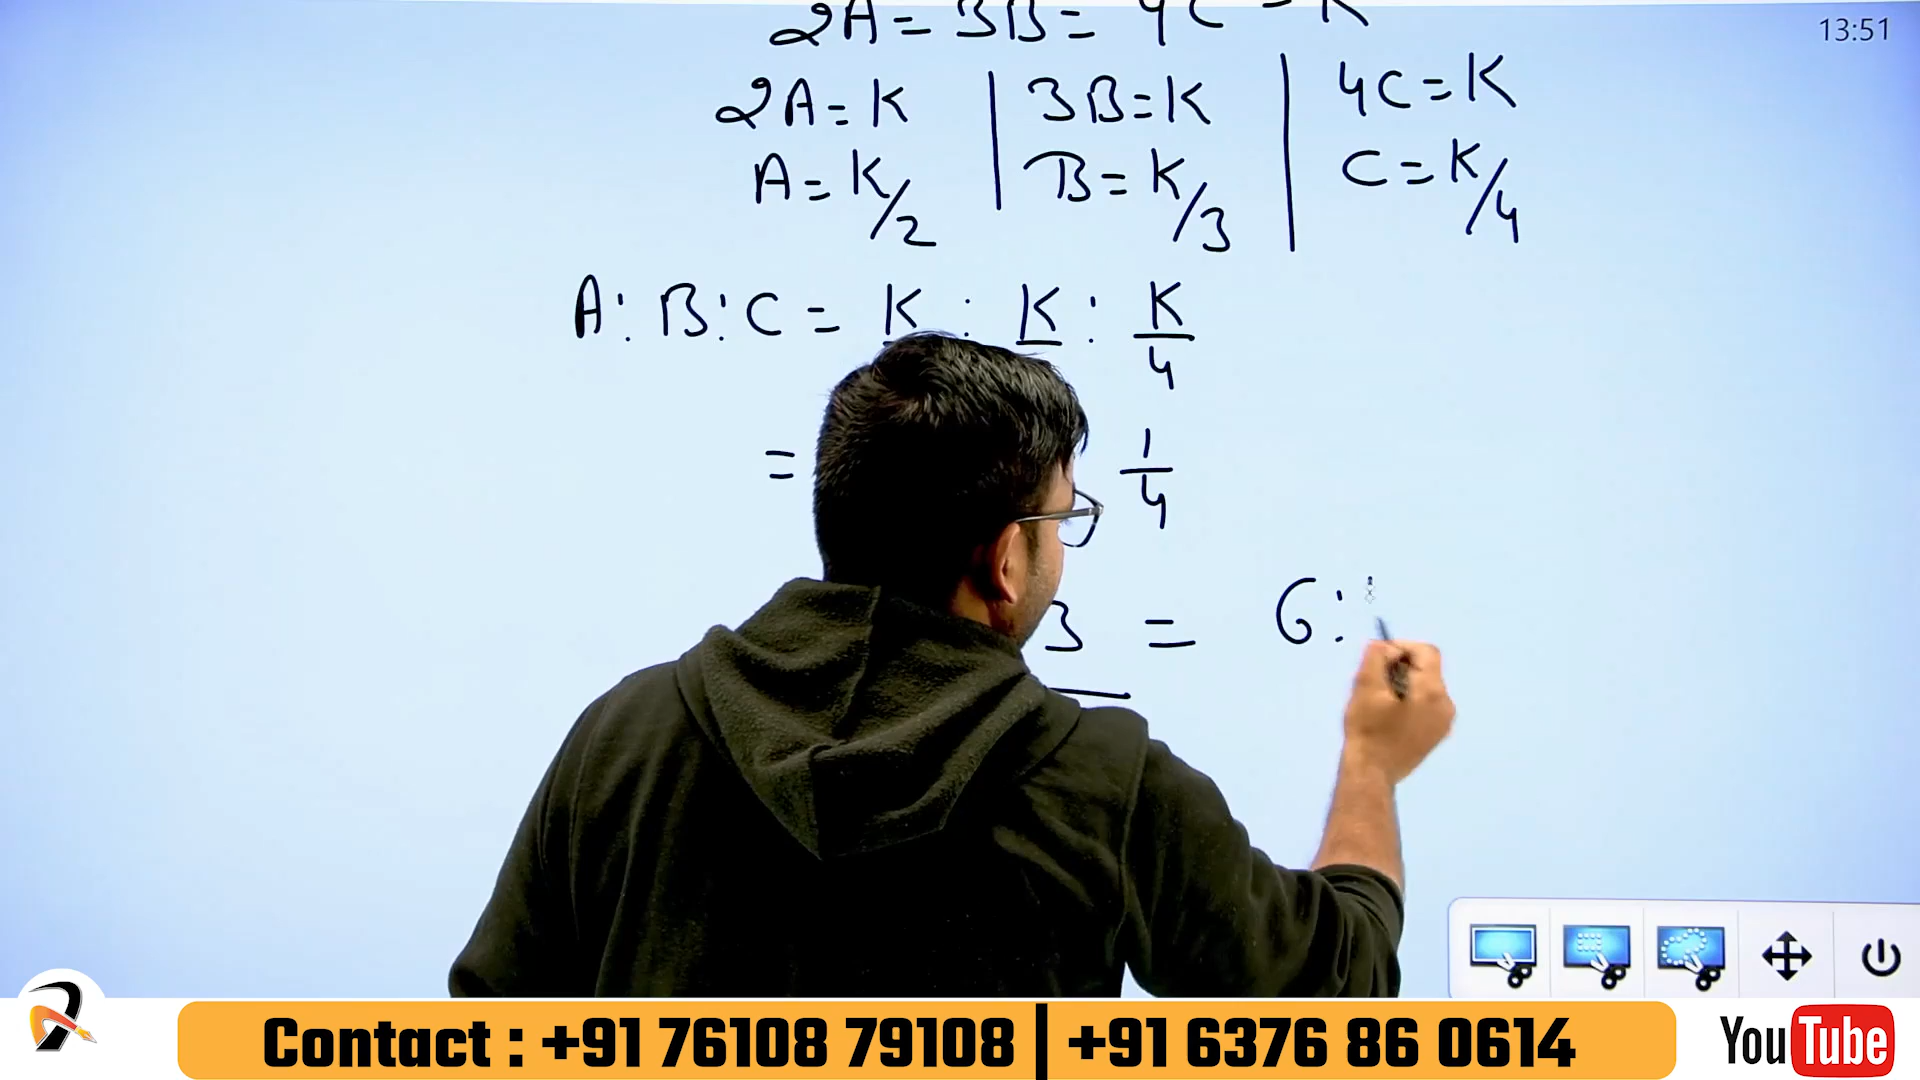 2A = 3B = 4C = K
13:51
2A = K | 3B = K | 4C = K
A = K/2 | B = K/3 | C = K/4
A : B : C = K : K : K/4
= 1/4
3 = 6 :
Contact : +91 76108 79108 | +91 6376 86 0614
YouTube